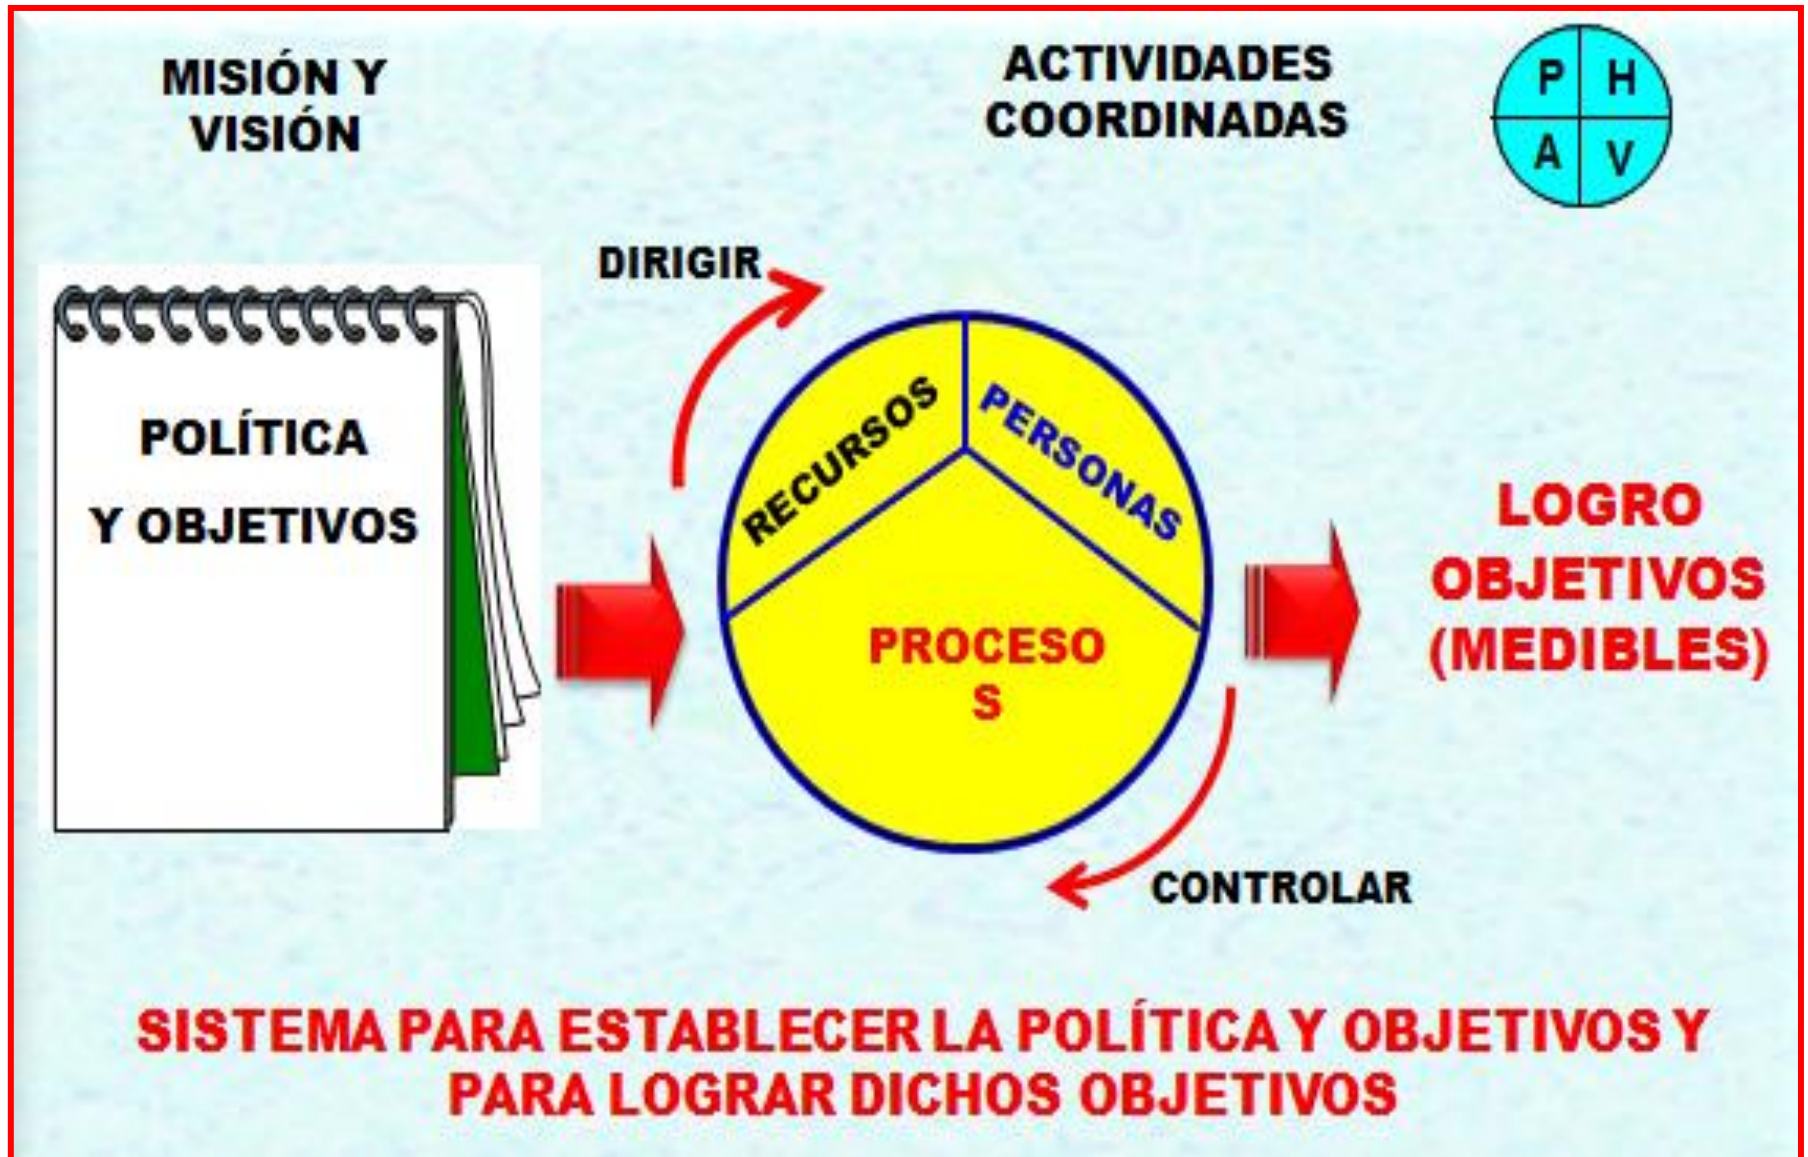 MISIÓN Y
VISIÓN
ACTIVIDADES
COORDINADAS
P H
A V
DIRIGIR
POLÍTICA
Y OBJETIVOS
RECURSOS
PERSONAS
PROCESO
S
LOGRO
OBJETIVOS
(MEDIBLES)
CONTROLAR
SISTEMA PARA ESTABLECER LA POLÍTICA Y OBJETIVOS Y
PARA LOGRAR DICHOS OBJETIVOS